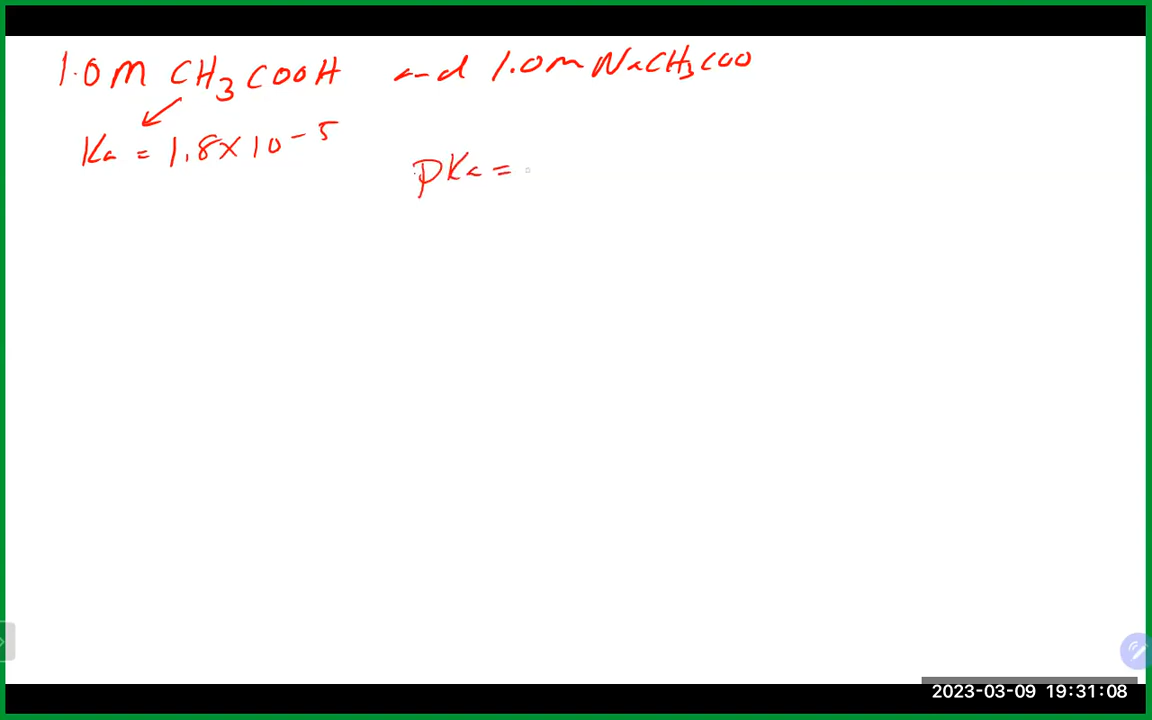 1.0 M CH3COOH and 1.0 M NaCH3COO
Ka = 1.8 x 10-5
pKa =
2023-03-09 19:31:08